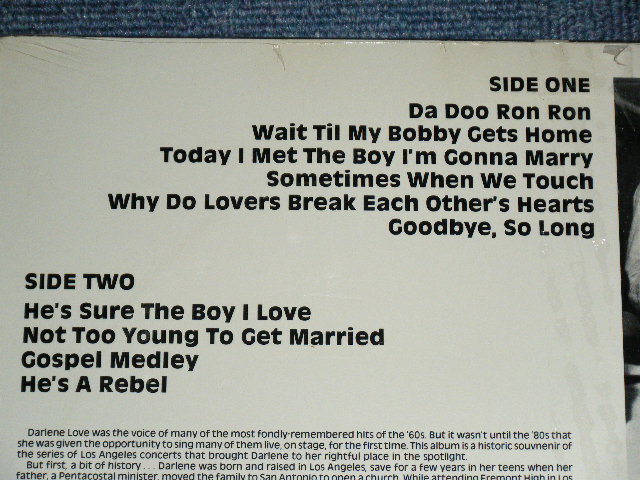 SIDE ONE
Da Doo Ron Ron
Wait Til My Bobby Gets Home
Today I Met The Boy I'm Gonna Marry
Sometimes When We Touch
Why Do Lovers Break Each Other's Hearts
Goodbye, So Long
SIDE TWO
He's Sure The Boy I Love
Not Too Young To Get Married
Gospel Medley
He's A Rebel
Darlene Love was the voice of many of the most fondly-remembered hits of the '60s. But it wasn't until the '80s that
she was given the opportunity to sing many of them live, on stage, for the first time. This album is a historic souvnenir of
the series of Los Angeles concerts that brought Darlene to her rightful place in the spotlight.
But first, a bit of history . . . Darlene was born and raised in Los Angeles, save for a few years in her teens when her
father, a Pentacostal minister, moved the family to San Antonio to open a church. While attending Fremont High in Los